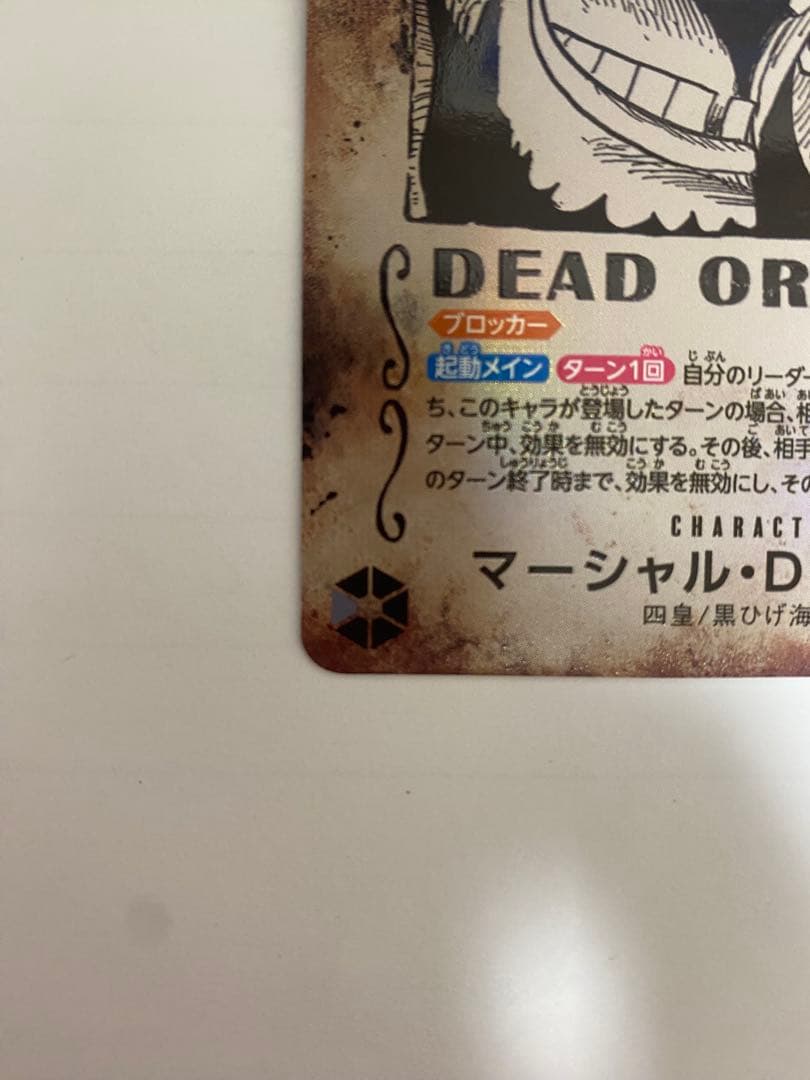 DEAD OR
ブロッカー
起動メイン ターン1回 自分のリーダー
ち、このキャラが登場したターンの場合、相
ターン中、効果を無効にする。その後、相手
のターン終了時まで、効果を無効にし、その
CHARACT
マーシャル・D
四皇/黒ひげ海